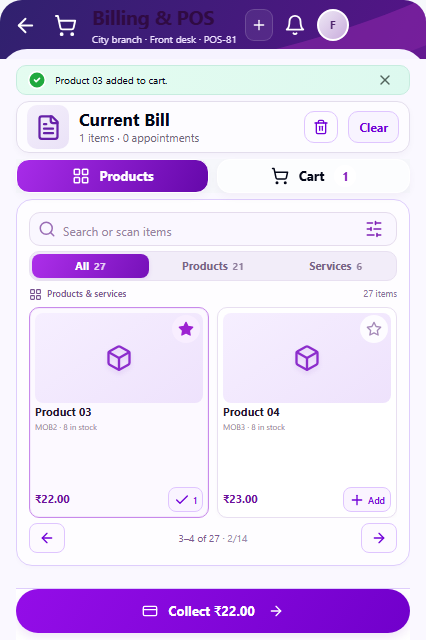 Billing & POS
City branch · Front desk · POS-81
F
Product 03 added to cart.
Current Bill
1 items · 0 appointments
Clear
Products
Cart 1
Search or scan items
All 27
Products 21
Services 6
Products & services
27 items
Product 03
MOB2 · 8 in stock
₹22.00
1
Product 04
MOB3 · 8 in stock
₹23.00
Add
3–4 of 27 · 2/14
Collect ₹22.00